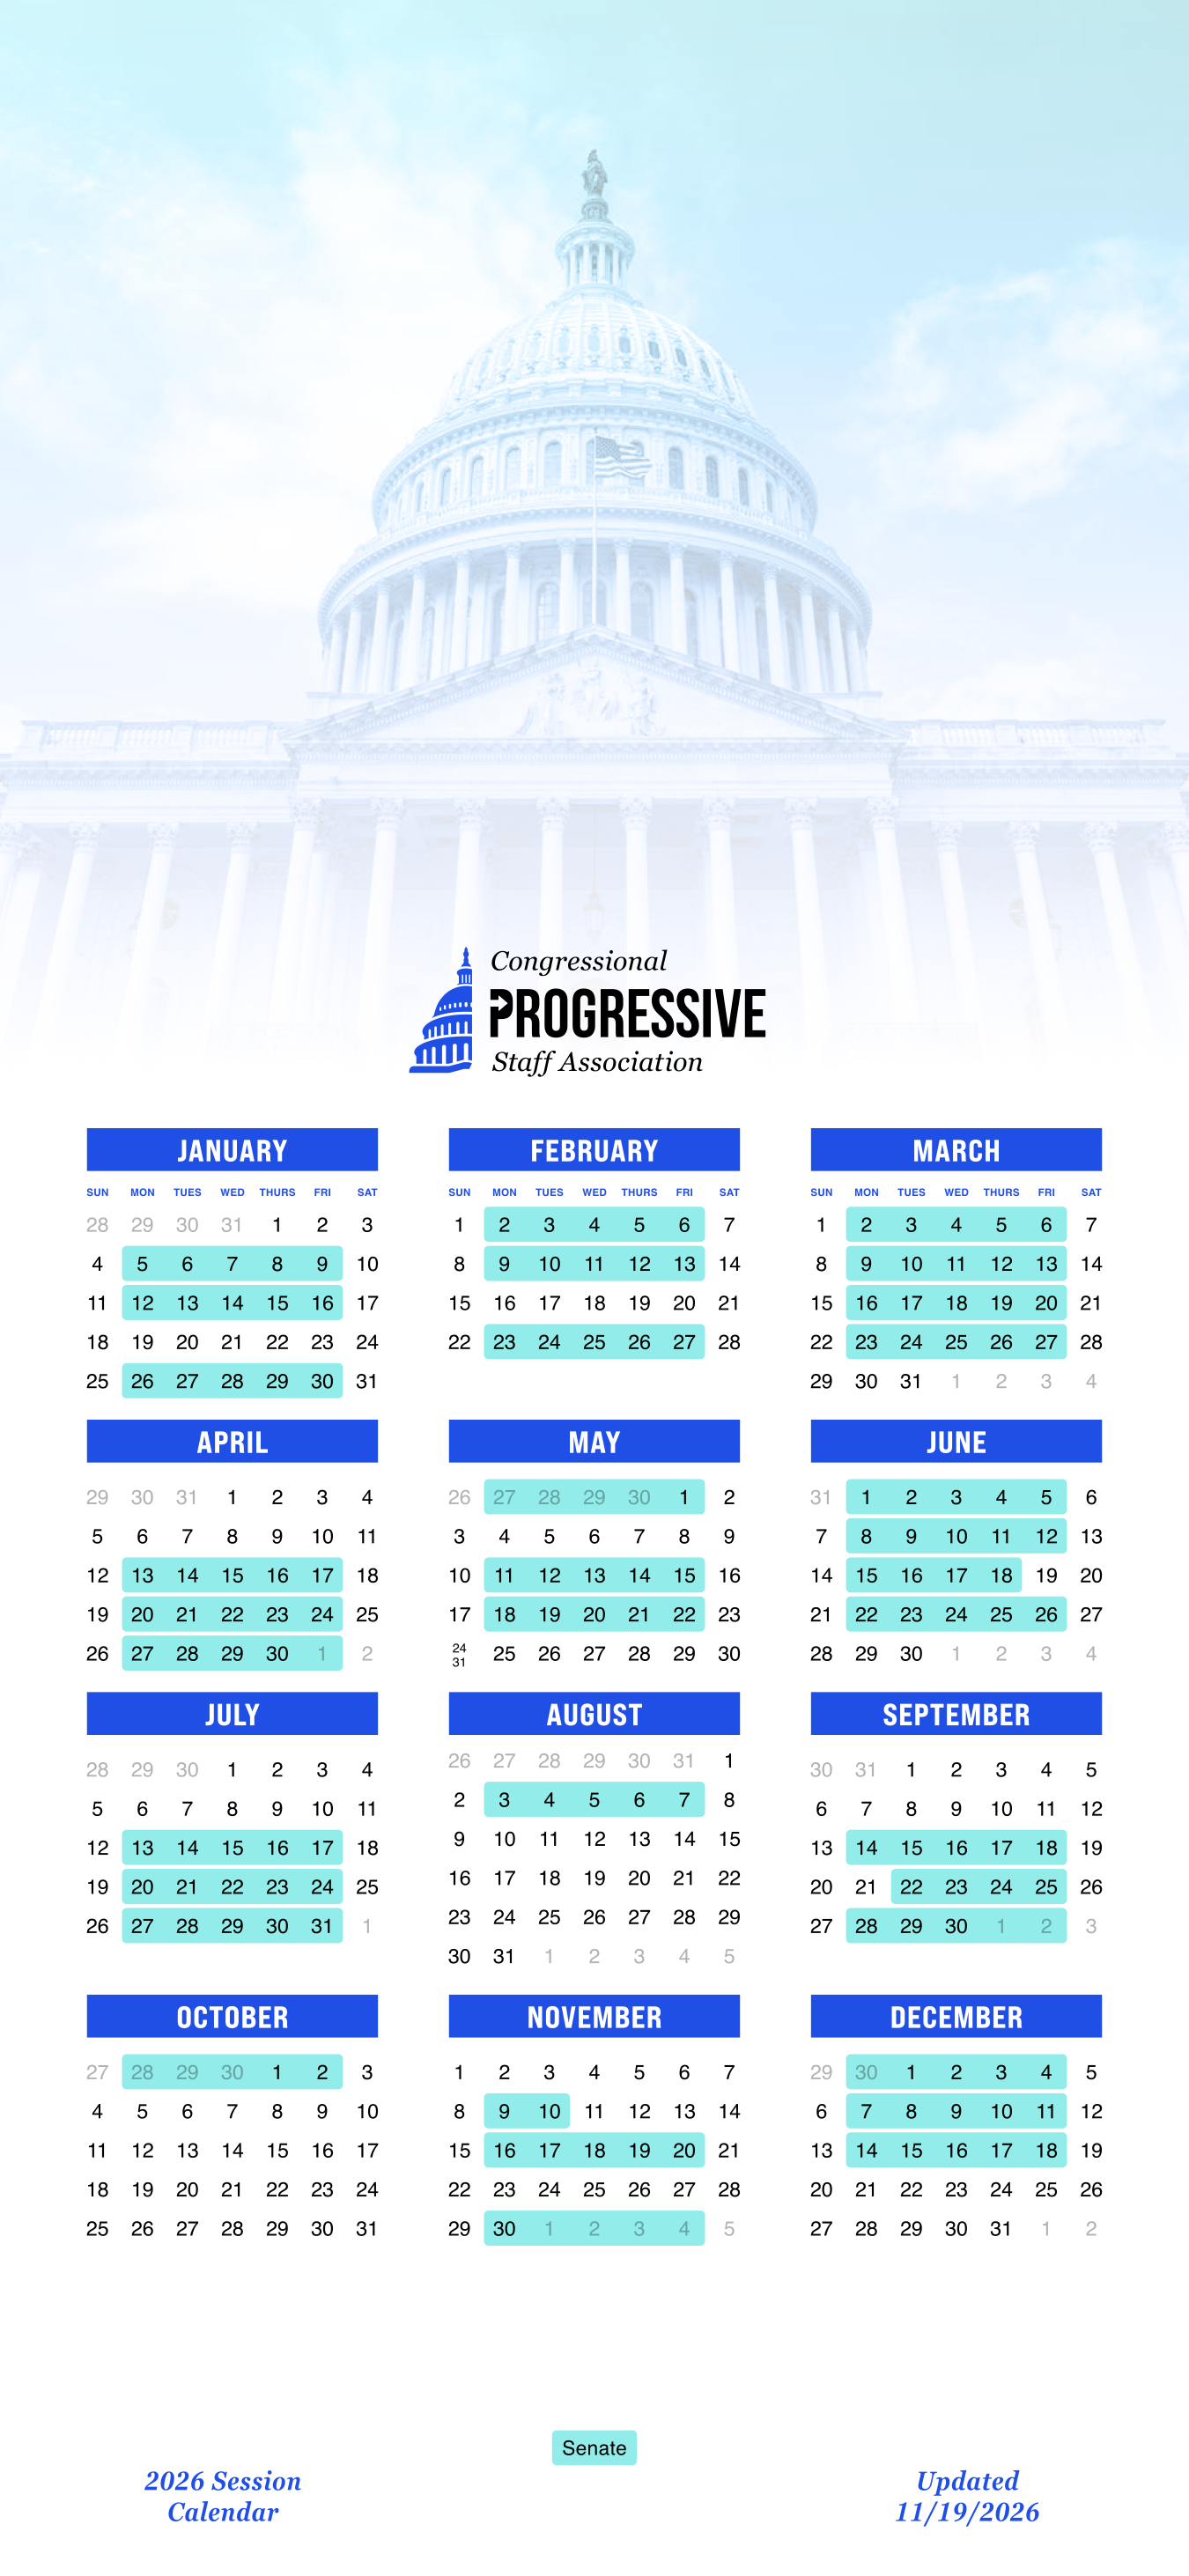 Congressional
PROGRESSIVE
Staff Association
JANUARY
SUN MON TUES WED THURS FRI SAT
28 29 30 31 1 2 3
4 5 6 7 8 9 10
11 12 13 14 15 16 17
18 19 20 21 22 23 24
25 26 27 28 29 30 31
FEBRUARY
SUN MON TUES WED THURS FRI SAT
1 2 3 4 5 6 7
8 9 10 11 12 13 14
15 16 17 18 19 20 21
22 23 24 25 26 27 28
MARCH
SUN MON TUES WED THURS FRI SAT
1 2 3 4 5 6 7
8 9 10 11 12 13 14
15 16 17 18 19 20 21
22 23 24 25 26 27 28
29 30 31 1 2 3 4
APRIL
29 30 31 1 2 3 4
5 6 7 8 9 10 11
12 13 14 15 16 17 18
19 20 21 22 23 24 25
26 27 28 29 30 1 2
MAY
26 27 28 29 30 1 2
3 4 5 6 7 8 9
10 11 12 13 14 15 16
17 18 19 20 21 22 23
24 31 25 26 27 28 29 30
JUNE
31 1 2 3 4 5 6
7 8 9 10 11 12 13
14 15 16 17 18 19 20
21 22 23 24 25 26 27
28 29 30 1 2 3 4
JULY
28 29 30 1 2 3 4
5 6 7 8 9 10 11
12 13 14 15 16 17 18
19 20 21 22 23 24 25
26 27 28 29 30 31 1
AUGUST
26 27 28 29 30 31 1
2 3 4 5 6 7 8
9 10 11 12 13 14 15
16 17 18 19 20 21 22
23 24 25 26 27 28 29
30 31 1 2 3 4 5
SEPTEMBER
30 31 1 2 3 4 5
6 7 8 9 10 11 12
13 14 15 16 17 18 19
20 21 22 23 24 25 26
27 28 29 30 1 2 3
OCTOBER
27 28 29 30 1 2 3
4 5 6 7 8 9 10
11 12 13 14 15 16 17
18 19 20 21 22 23 24
25 26 27 28 29 30 31
NOVEMBER
1 2 3 4 5 6 7
8 9 10 11 12 13 14
15 16 17 18 19 20 21
22 23 24 25 26 27 28
29 30 1 2 3 4 5
DECEMBER
29 30 1 2 3 4 5
6 7 8 9 10 11 12
13 14 15 16 17 18 19
20 21 22 23 24 25 26
27 28 29 30 31 1 2
Senate
2026 Session
Calendar
Updated
11/19/2026